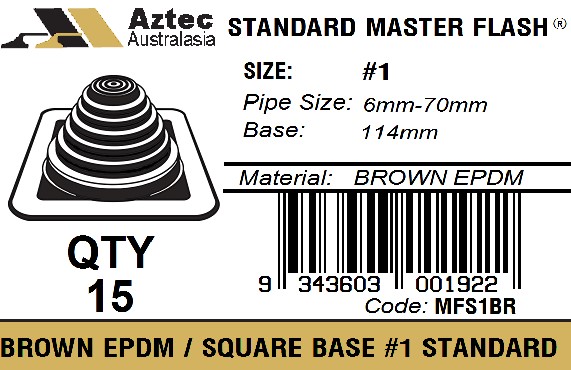 Aztec
Australasia
STANDARD MASTER FLASH®
SIZE: #1
Pipe Size: 6mm-70mm
Base: 114mm
Material: BROWN EPDM
QTY
15
9 343603 001922
Code: MFS1BR
BROWN EPDM / SQUARE BASE #1 STANDARD